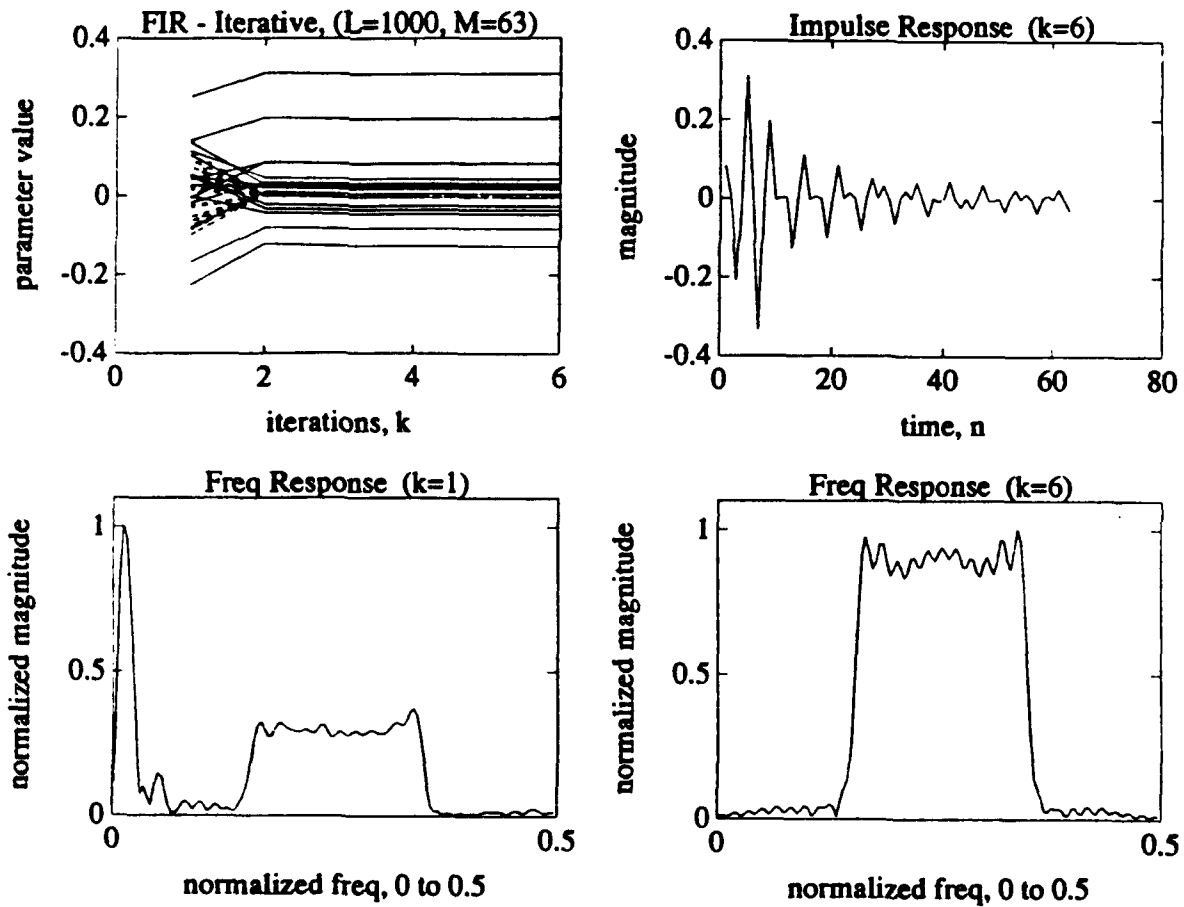 FIR - Iterative, (L=1000, M=63)
0.4
0.2
0
-0.2
-0.4
parameter value
0
2
4
6
iterations, k
Impulse Response (k=6)
0.4
0.2
0
-0.2
-0.4
magnitude
0
20
40
60
80
time, n
Freq Response (k=1)
1
0.5
0
normalized magnitude
0
0.5
normalized freq, 0 to 0.5
Freq Response (k=6)
1
0.5
0
normalized magnitude
0
0.5
normalized freq, 0 to 0.5